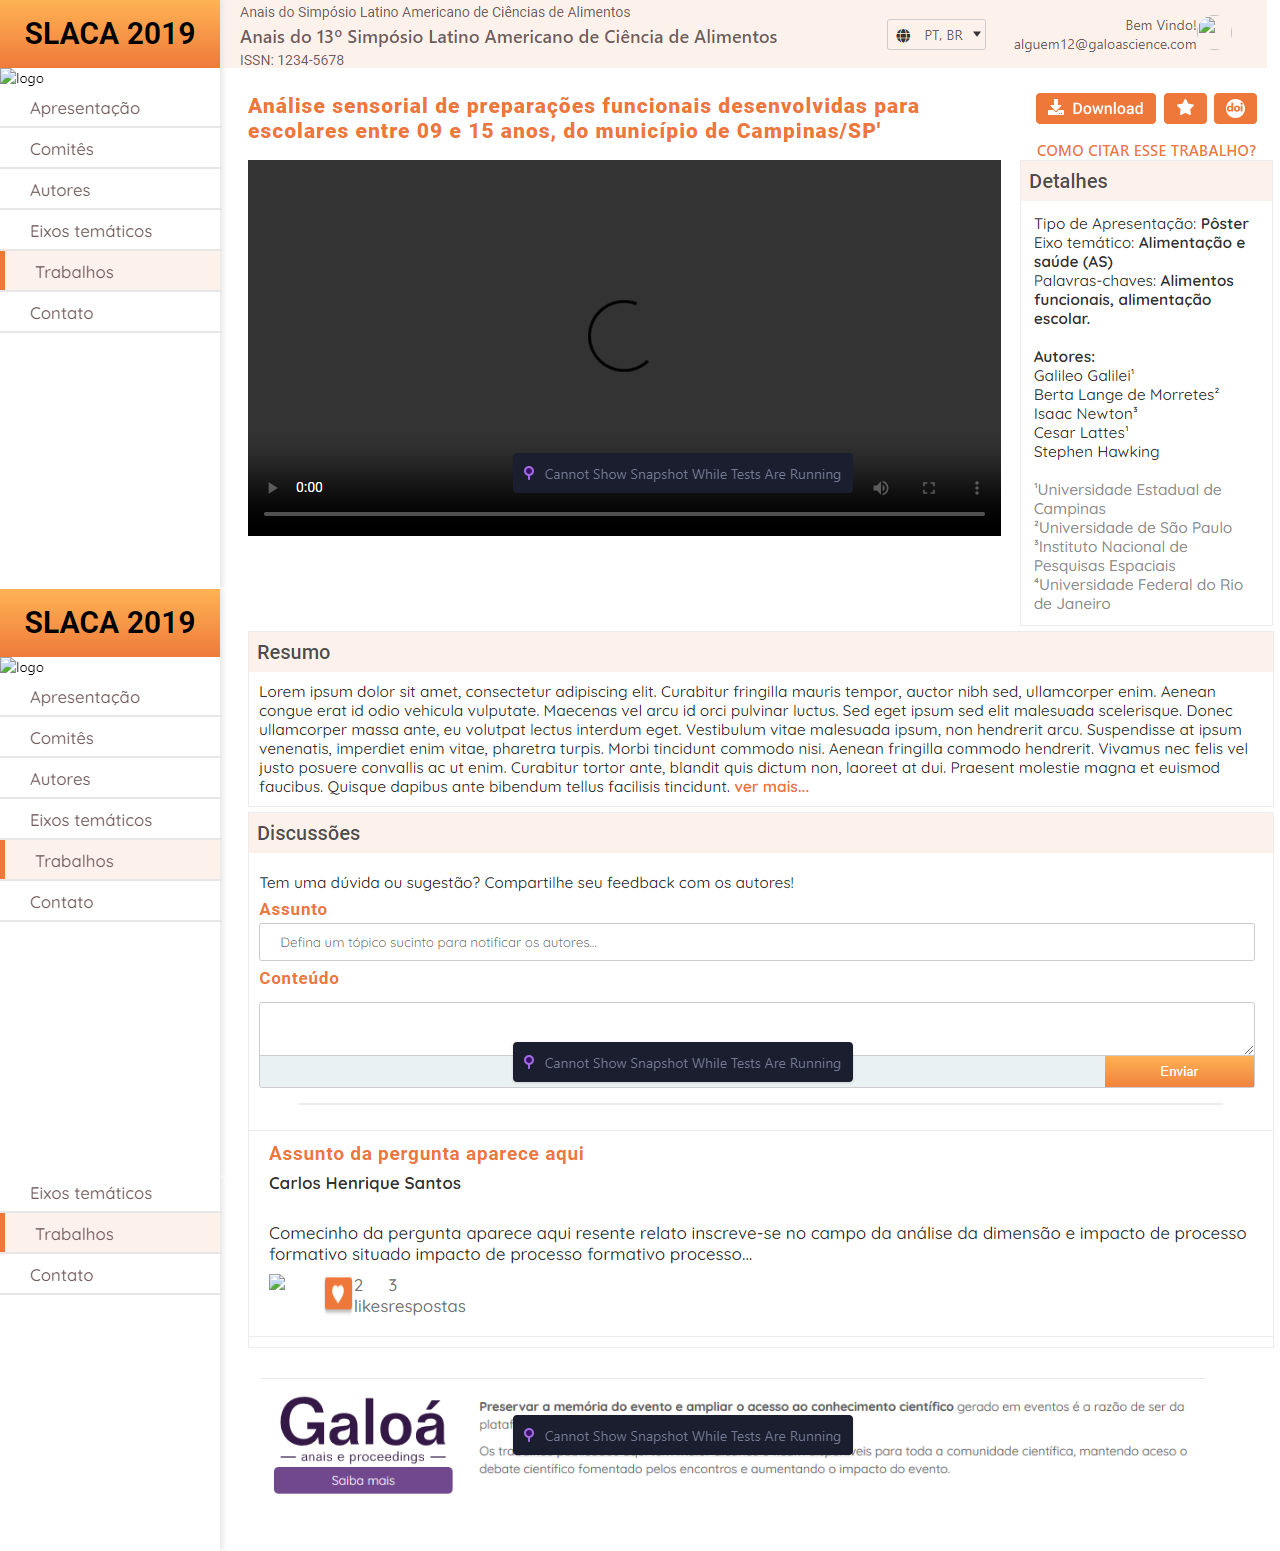 SLACA 2019
Anais do Simpósio Latino Americano de Ciências de Alimentos
Anais do 13º Simpósio Latino Americano de Ciência de Alimentos
ISSN: 1234-5678
PT, BR
Bem Vindo!
alguem12@galoascience.com
logo
Apresentação
Comitês
Autores
Eixos temáticos
Trabalhos
Contato
Análise sensorial de preparações funcionais desenvolvidas para
escolares entre 09 e 15 anos, do município de Campinas/SP'
Download
doi
COMO CITAR ESSE TRABALHO?
0:00
Cannot Show Snapshot While Tests Are Running
Detalhes
Tipo de Apresentação: Pôster
Eixo temático: Alimentação e
saúde (AS)
Palavras-chaves: Alimentos
funcionais, alimentação
escolar.
Autores:
Galileo Galilei¹
Berta Lange de Morretes²
Isaac Newton³
Cesar Lattes¹
Stephen Hawking
¹Universidade Estadual de
Campinas
²Universidade de São Paulo
³Instituto Nacional de
Pesquisas Espaciais
⁴Universidade Federal do Rio
de Janeiro
SLACA 2019
logo
Apresentação
Comitês
Autores
Eixos temáticos
Trabalhos
Contato
Resumo
Lorem ipsum dolor sit amet, consectetur adipiscing elit. Curabitur fringilla mauris tempor, auctor nibh sed, ullamcorper enim. Aenean
congue erat id odio vehicula vulputate. Maecenas vel arcu id orci pulvinar luctus. Sed eget ipsum sed elit malesuada scelerisque. Donec
ullamcorper massa ante, eu volutpat lectus interdum eget. Vestibulum vitae malesuada ipsum, non hendrerit arcu. Suspendisse at ipsum
venenatis, imperdiet enim vitae, pharetra turpis. Morbi tincidunt commodo nisi. Aenean fringilla commodo hendrerit. Vivamus nec felis vel
justo posuere convallis ac ut enim. Curabitur tortor ante, blandit quis dictum non, laoreet at dui. Praesent molestie magna et euismod
faucibus. Quisque dapibus ante bibendum tellus facilisis tincidunt. ver mais...
Discussões
Tem uma dúvida ou sugestão? Compartilhe seu feedback com os autores!
Assunto
Defina um tópico sucinto para notificar os autores...
Conteúdo
Cannot Show Snapshot While Tests Are Running
Enviar
Eixos temáticos
Trabalhos
Contato
Assunto da pergunta aparece aqui
Carlos Henrique Santos
Comecinho da pergunta aparece aqui resente relato inscreve-se no campo da análise da dimensão e impacto de processo
formativo situado impacto de processo formativo processo...
2 3
likesrespostas
Galoá
anais e proceedings
Saiba mais
Preservar a memória do evento e ampliar o acesso ao conhecimento científico gerado em eventos é a razão de ser da
Cannot Show Snapshot While Tests Are Running
Os para toda a comunidade científica, mantendo aceso o
debate científico fomentado pelos encontros e aumentando o impacto do evento.